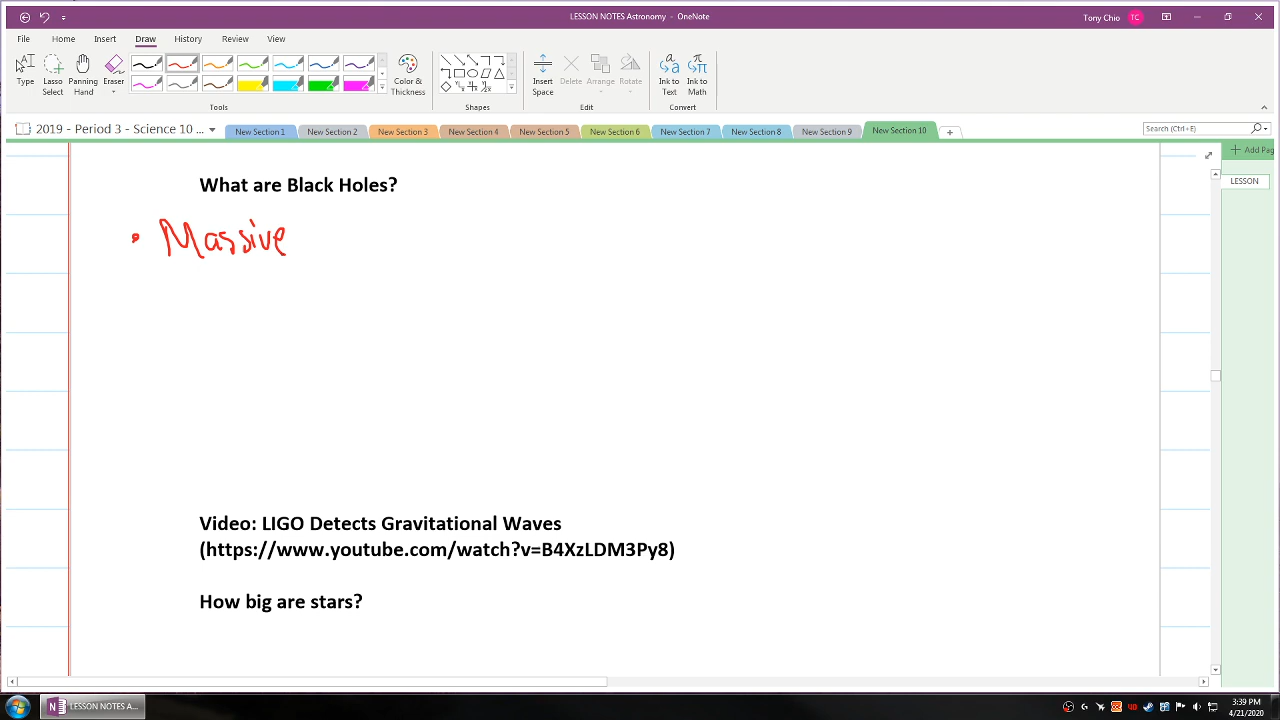 LESSON NOTES Astronomy - OneNote
Tony Chio TC
File Home Insert Draw History Review View
Type Lasso Select Panning Hand Eraser Color & Thickness Insert Space Delete Arrange Rotate Ink to Text Ink to Math
Tools Shapes Edit Convert
2019 - Period 3 - Science 10 ... New Section 1 New Section 2 New Section 3 New Section 4 New Section 5 New Section 6 New Section 7 New Section 8 New Section 9 New Section 10 Search (Ctrl+E)
Add Pag
LESSON
What are Black Holes?
• Massive
Video: LIGO Detects Gravitational Waves
(https://www.youtube.com/watch?v=B4XzLDM3Py8)
How big are stars?
LESSON NOTES A... 3:39 PM
4/21/2020